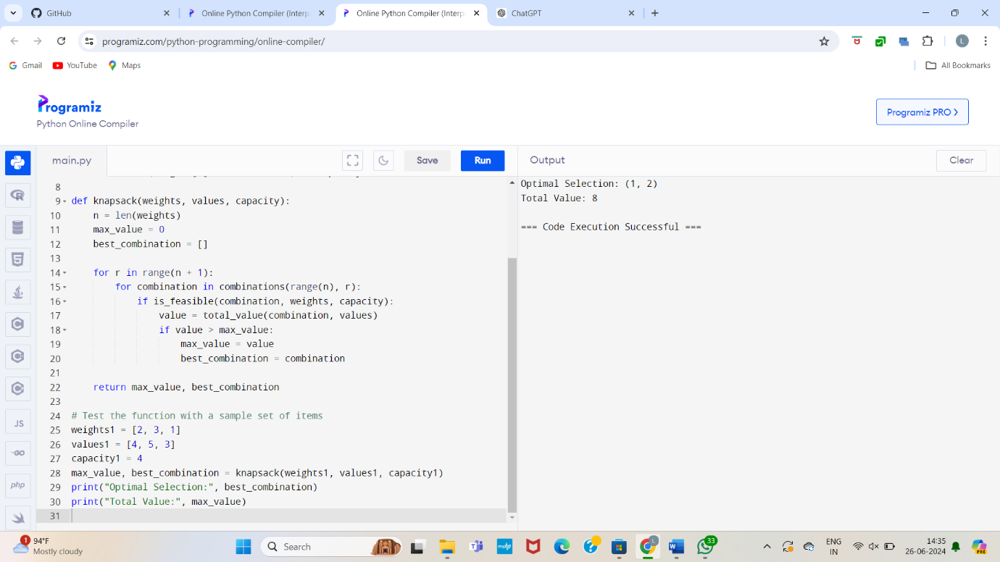 GitHub
Online Python Compiler (Interp
Online Python Compiler (Interp
ChatGPT
programiz.com/python-programming/online-compiler/
L
Gmail
YouTube
Maps
All Bookmarks
Programiz
Python Online Compiler
Programiz PRO
main.py
Save
Run
Output
Clear
8
9 def knapsack(weights, values, capacity):
10 n = len(weights)
11 max_value = 0
12 best_combination = []
13
14 for r in range(n + 1):
15 for combination in combinations(range(n), r):
16 if is_feasible(combination, weights, capacity):
17 value = total_value(combination, values)
18 if value > max_value:
19 max_value = value
20 best_combination = combination
21
22 return max_value, best_combination
23
24 # Test the function with a sample set of items
25 weights1 = [2, 3, 1]
26 values1 = [4, 5, 3]
27 capacity1 = 4
28 max_value, best_combination = knapsack(weights1, values1, capacity1)
29 print("Optimal Selection:", best_combination)
30 print("Total Value:", max_value)
31
Optimal Selection: (1, 2)
Total Value: 8
=== Code Execution Successful ===
JS
GO
php
1
94°F
Mostly cloudy
Search
myhp
L
33
ENG
IN
14:35
26-06-2024
PRE